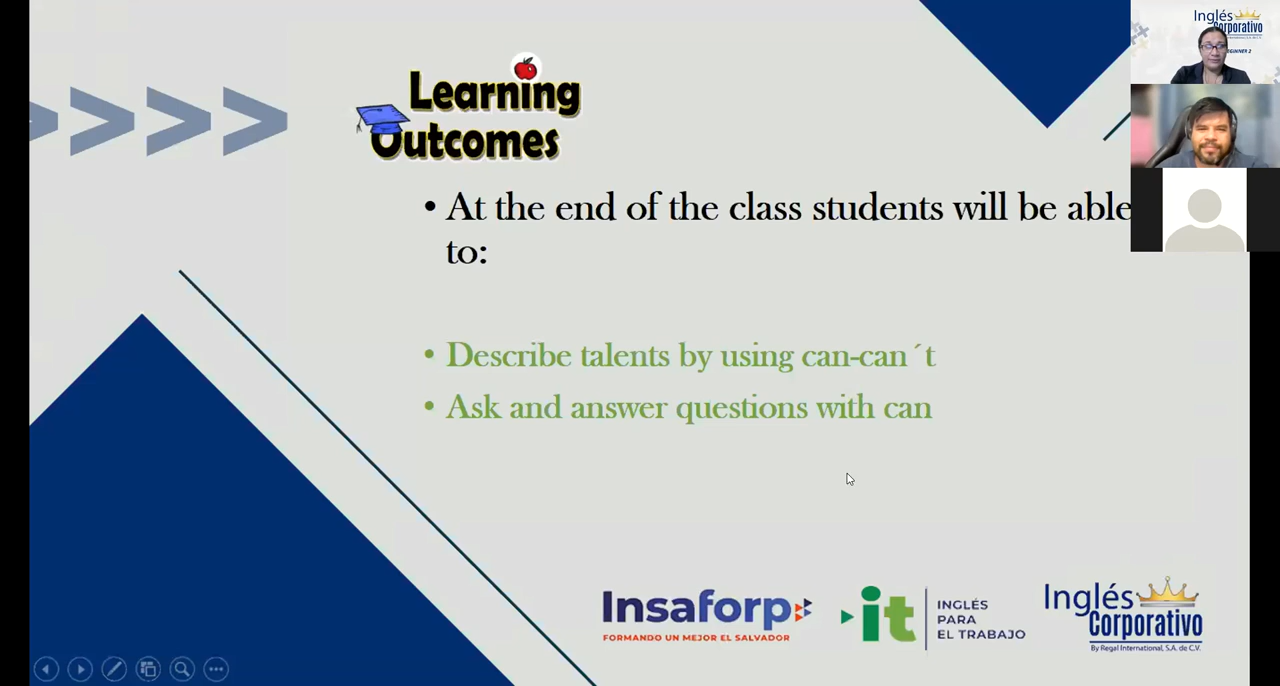 Learning
Outcomes
• At the end of the class students will be able
to:
• Describe talents by using can-can´t
• Ask and answer questions with can
Insaforp
FORMANDO UN MEJOR EL SALVADOR
it
INGLÉS
PARA
EL TRABAJO
Inglés
Corporativo
By Regal International, S.A. de C.V.
Inglés
Corporativo